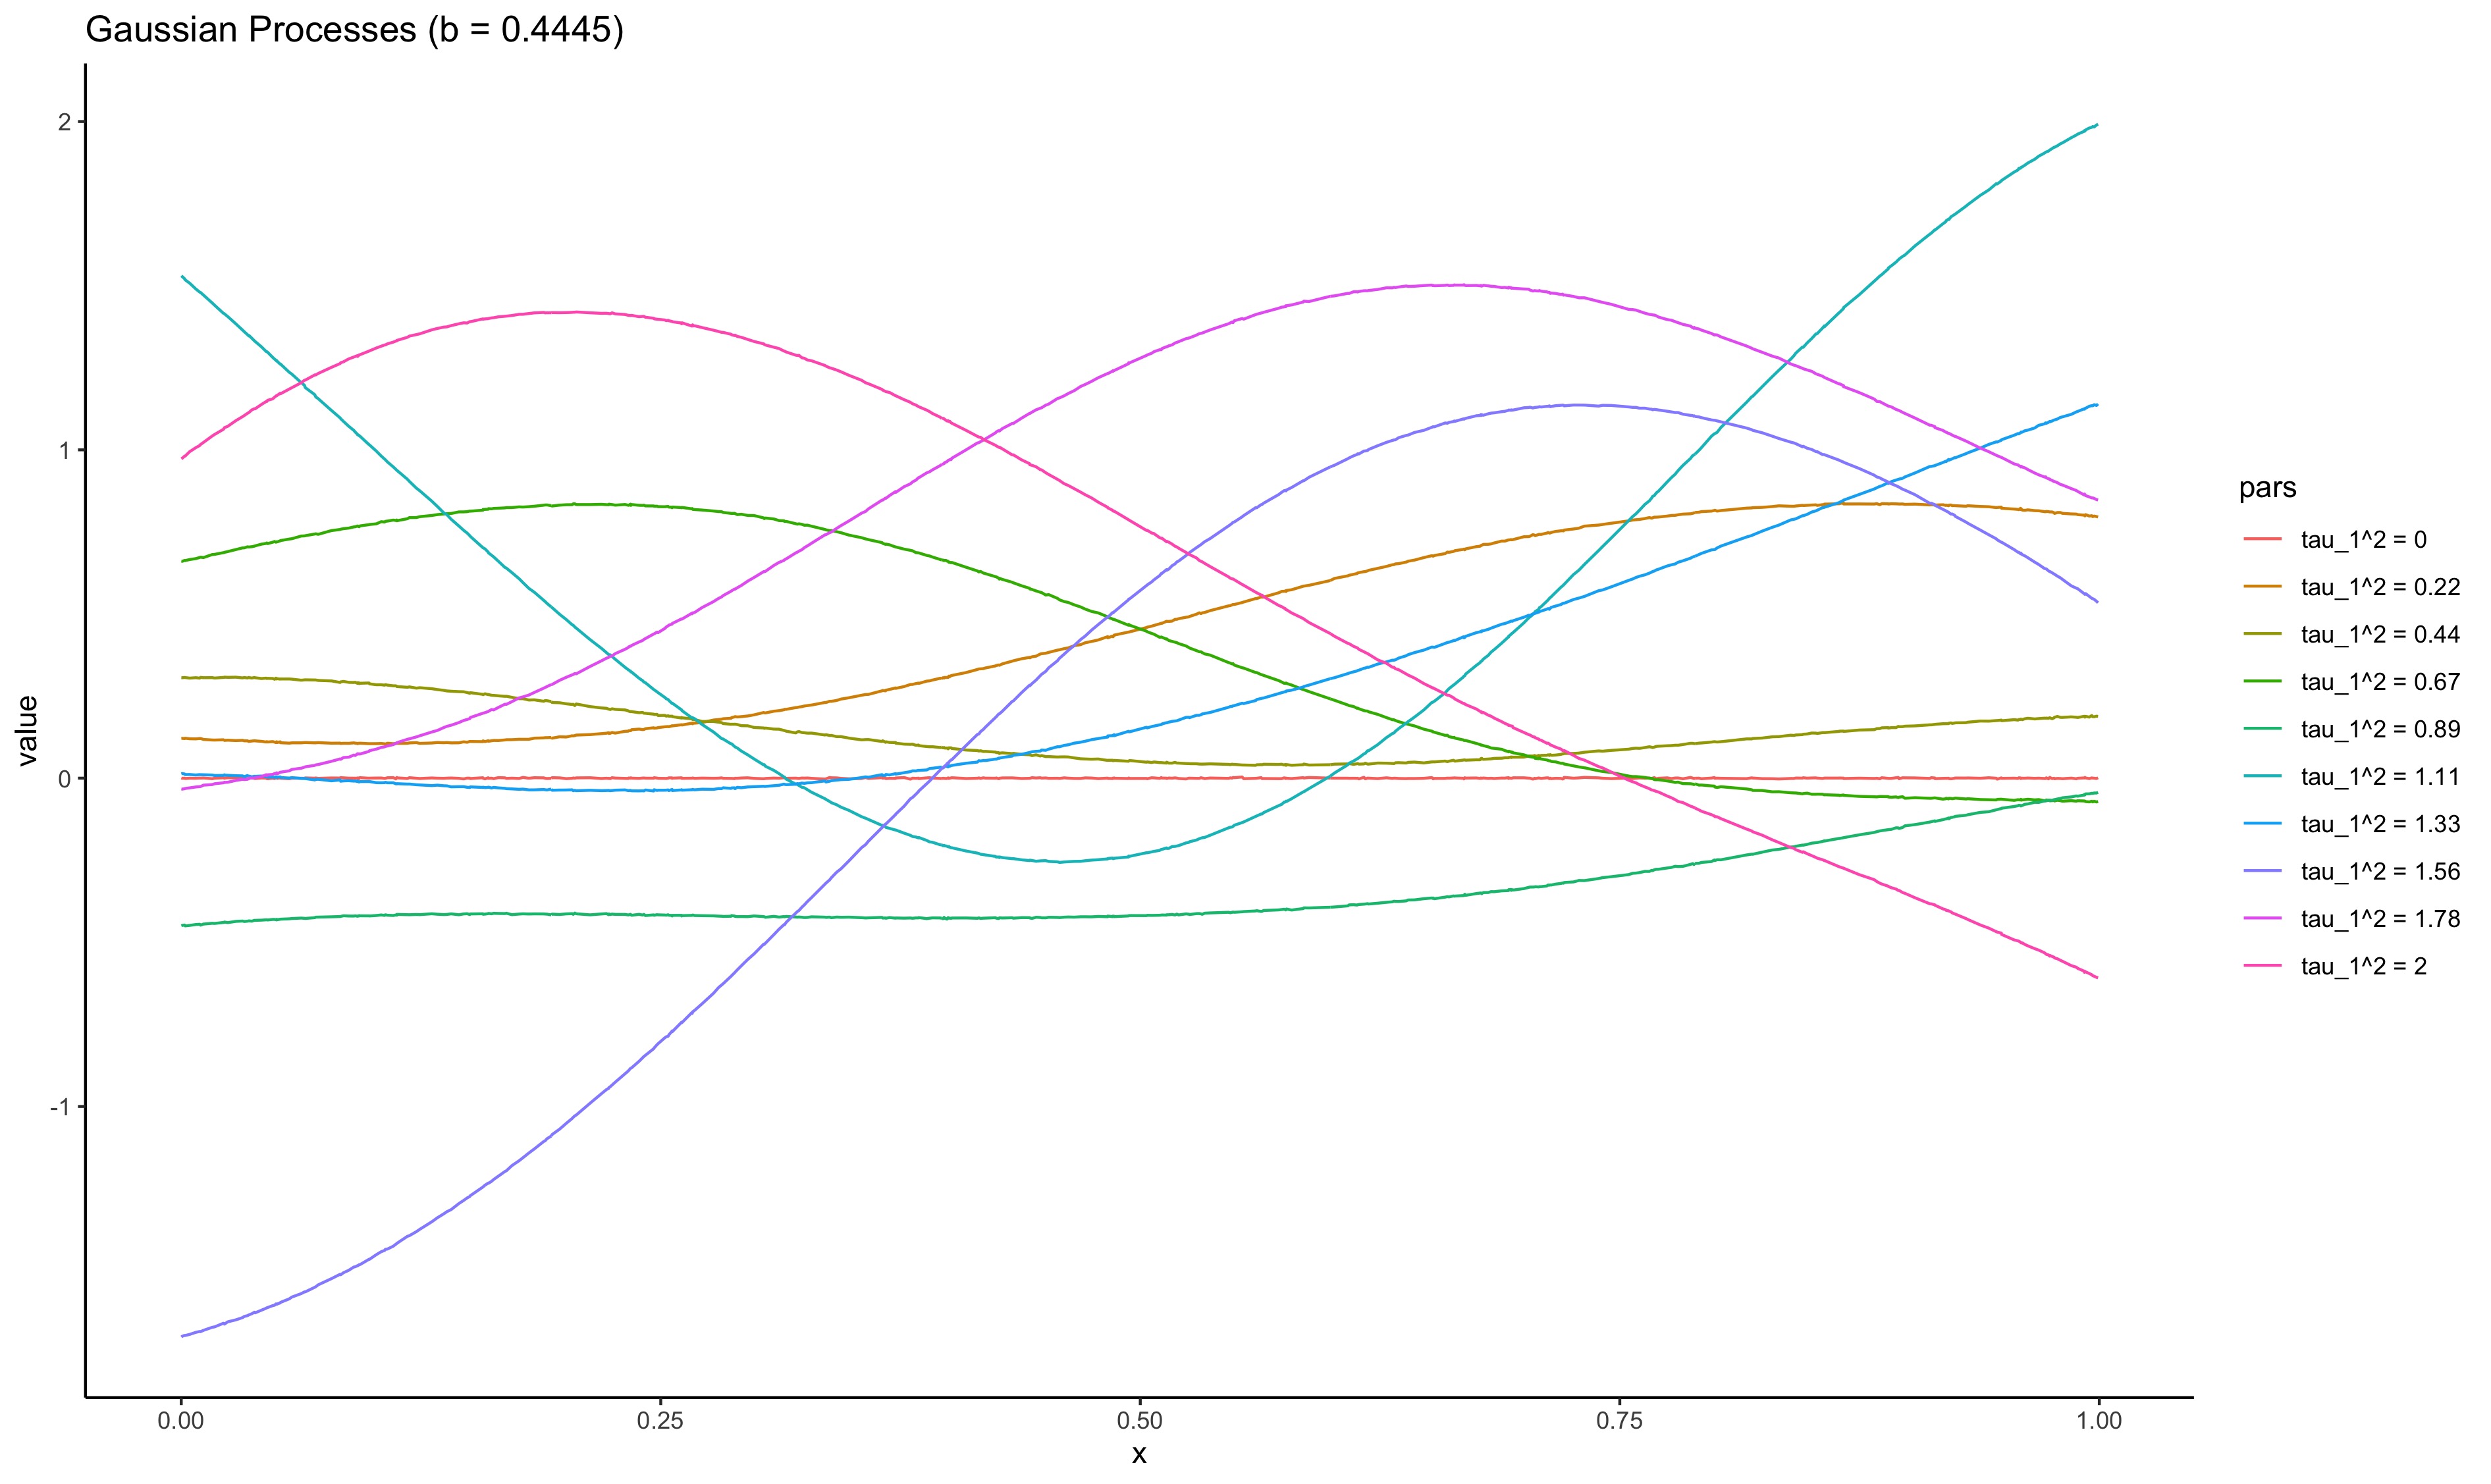 Gaussian Processes (b = 0.4445)
value
2
1
0
-1
0.00
0.25
0.50
0.75
1.00
x
pars
tau_1^2 = 0
tau_1^2 = 0.22
tau_1^2 = 0.44
tau_1^2 = 0.67
tau_1^2 = 0.89
tau_1^2 = 1.11
tau_1^2 = 1.33
tau_1^2 = 1.56
tau_1^2 = 1.78
tau_1^2 = 2